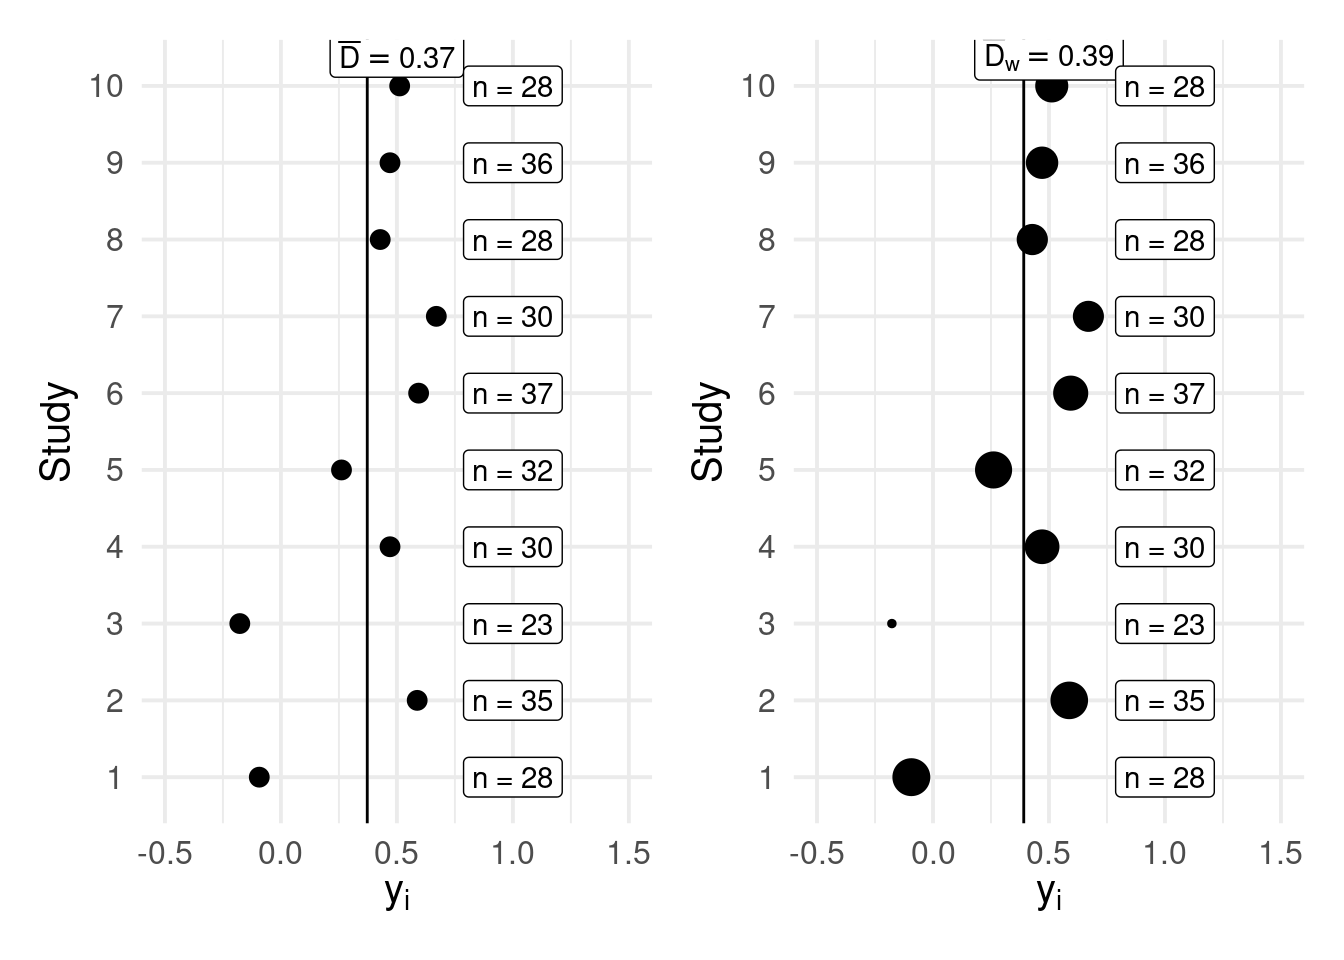 D̅ = 0.37
10 n = 28
9 n = 36
8 n = 28
7 n = 30
6 n = 37
5 n = 32
4 n = 30
3 n = 23
2 n = 35
1 n = 28
Study
-0.5 0.0 0.5 1.0 1.5
yᵢ
D̅w = 0.39
10 n = 28
9 n = 36
8 n = 28
7 n = 30
6 n = 37
5 n = 32
4 n = 30
3 n = 23
2 n = 35
1 n = 28
Study
-0.5 0.0 0.5 1.0 1.5
yᵢ